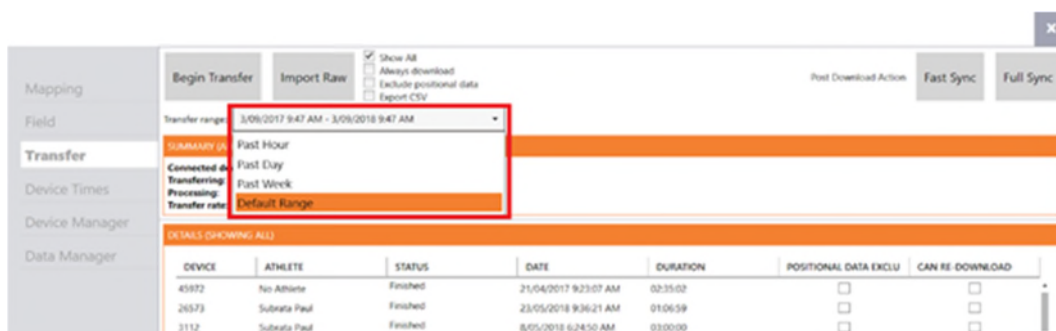 x
Mapping
Field
Transfer
Device Times
Device Manager
Data Manager
Begin Transfer
Import Raw
Show All
Always download
Exclude positional data
Export CSV
Post Download Action
Fast Sync
Full Sync
Transfer range: 3/09/2017 9:47 AM - 3/09/2018 9:47 AM
Past Hour
Past Day
Past Week
Default Range
SUMMARY (A
Connected de
Transferring:
Processing:
Transfer rate:
DETAILS (SHOWING ALL)
DEVICE ATHLETE STATUS DATE DURATION POSITIONAL DATA EXCLU CAN RE-DOWNLOAD
45972 No Athlete Finished 21/04/2017 9:23:07 AM 02:35:02
26573 Subrata Paul Finished 23/05/2018 9:36:21 AM 01:06:59
3112 Subrata Paul Finished 8/05/2018 6:24:50 AM 03:00:00